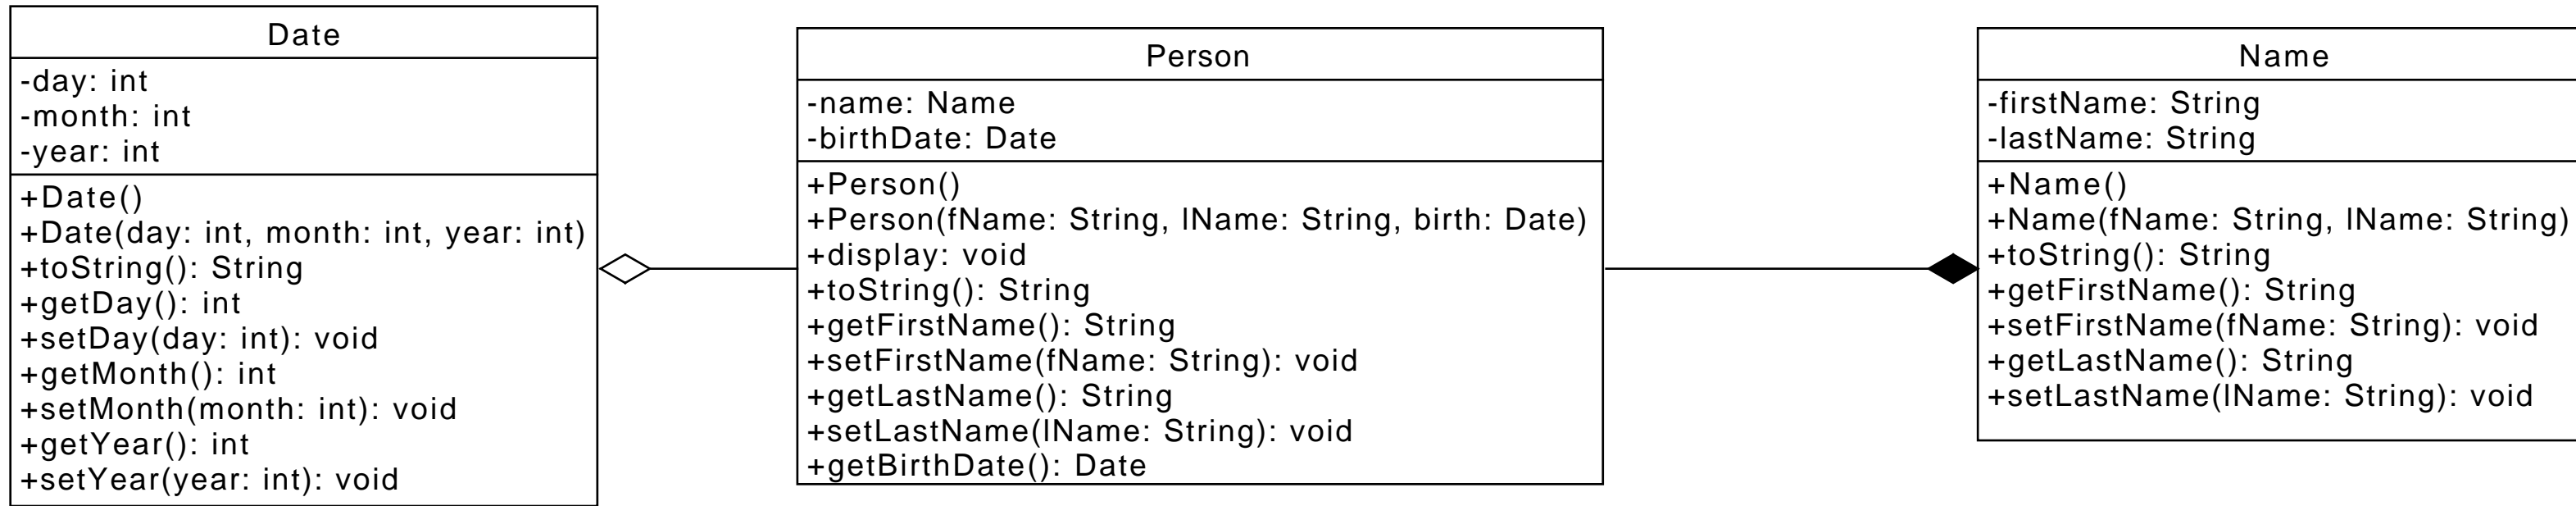 Date
-day: int
-month: int
-year: int
+Date()
+Date(day: int, month: int, year: int)
+toString(): String
+getDay(): int
+setDay(day: int): void
+getMonth(): int
+setMonth(month: int): void
+getYear(): int
+setYear(year: int): void
Person
-name: Name
-birthDate: Date
+Person()
+Person(fName: String, lName: String, birth: Date)
+display: void
+toString(): String
+getFirstName(): String
+setFirstName(fName: String): void
+getLastName(): String
+setLastName(lName: String): void
+getBirthDate(): Date
Name
-firstName: String
-lastName: String
+Name()
+Name(fName: String, lName: String)
+toString(): String
+getFirstName(): String
+setFirstName(fName: String): void
+getLastName(): String
+setLastName(lName: String): void